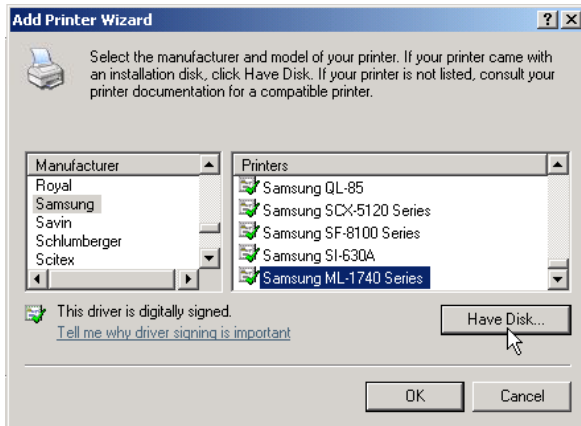 Add Printer Wizard
Select the manufacturer and model of your printer. If your printer came with
an installation disk, click Have Disk. If your printer is not listed, consult your
printer documentation for a compatible printer.
Manufacturer
Royal
Samsung
Savin
Schlumberger
Scitex
Printers
Samsung QL-85
Samsung SCX-5120 Series
Samsung SF-8100 Series
Samsung SI-630A
Samsung ML-1740 Series
This driver is digitally signed.
Tell me why driver signing is important
Have Disk...
OK
Cancel